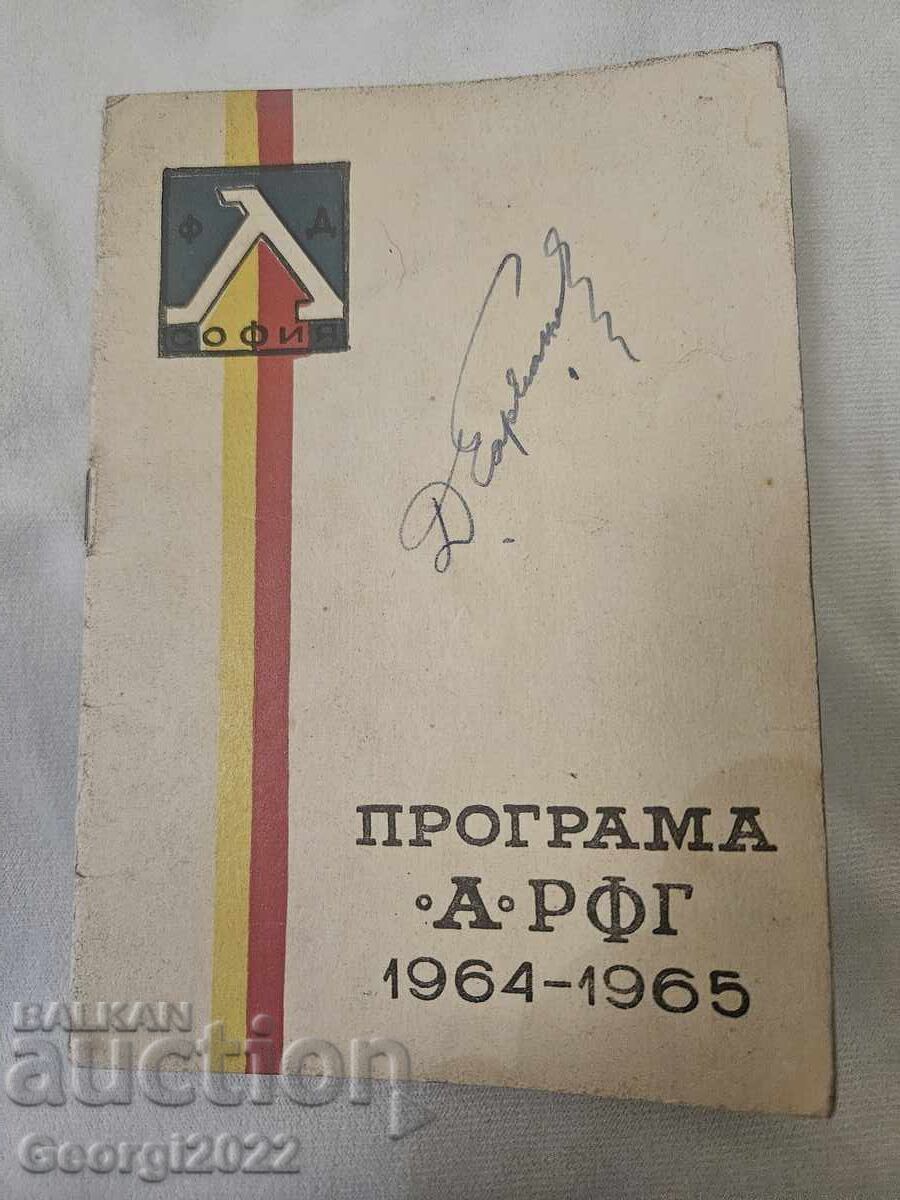 Ф Д
СОФИЯ
ПРОГРАМА
•А•РФГ
1964-1965
BALKAN
auction
Georgi2022